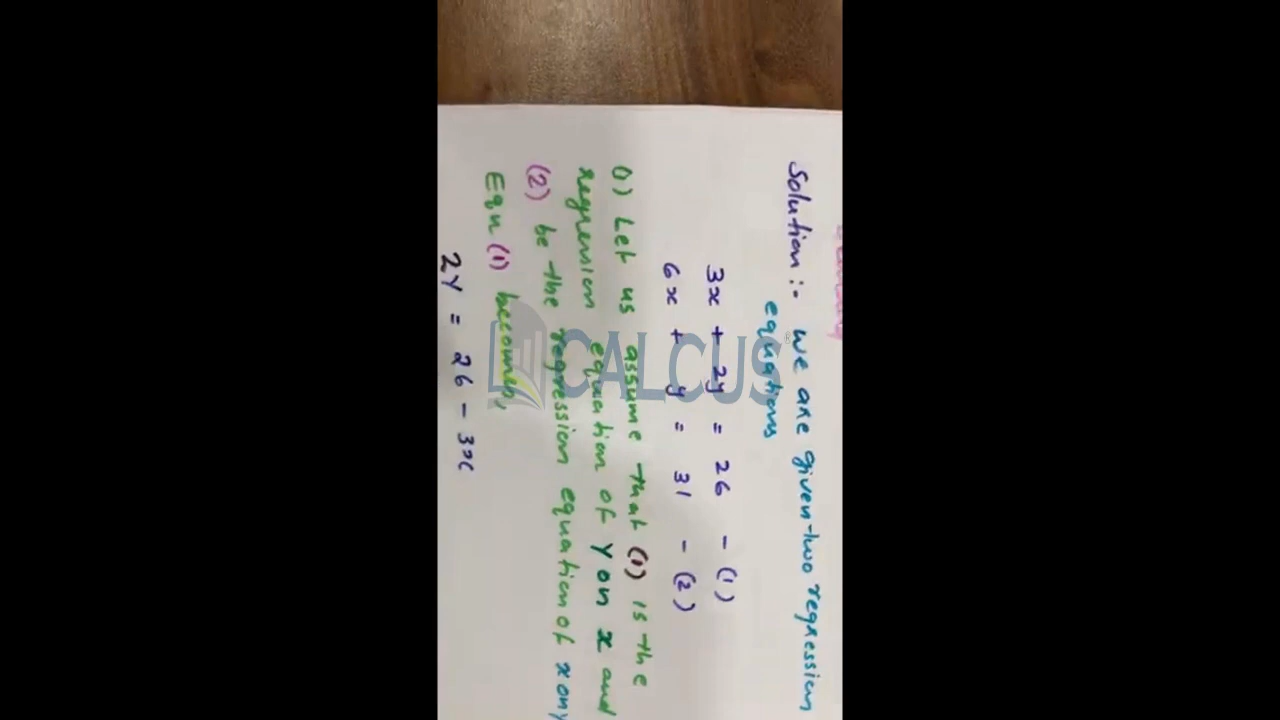 Solution :- we are given two regression
equations
3x + 2y = 26 - (1)
6x + y = 31 - (2)
0) Let us assume that (1) is the
regression equation of Y on x and
(2) be the regression equation of x on y
Eqn (1) becomes,
2Y = 26 - 3x
CALCUS